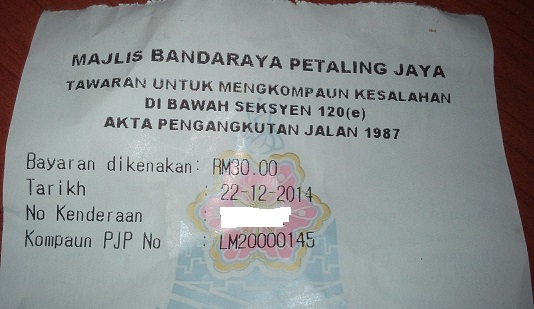 MAJLIS BANDARAYA PETALING JAYA
TAWARAN UNTUK MENGKOMPAUN KESALAHAN
DI BAWAH SEKSYEN 120(e)
AKTA PENGANGKUTAN JALAN 1987
Bayaran dikenakan: RM30.00
Tarikh : 22-12-2014
No Kenderaan :
Kompaun PJP No : LM20000145